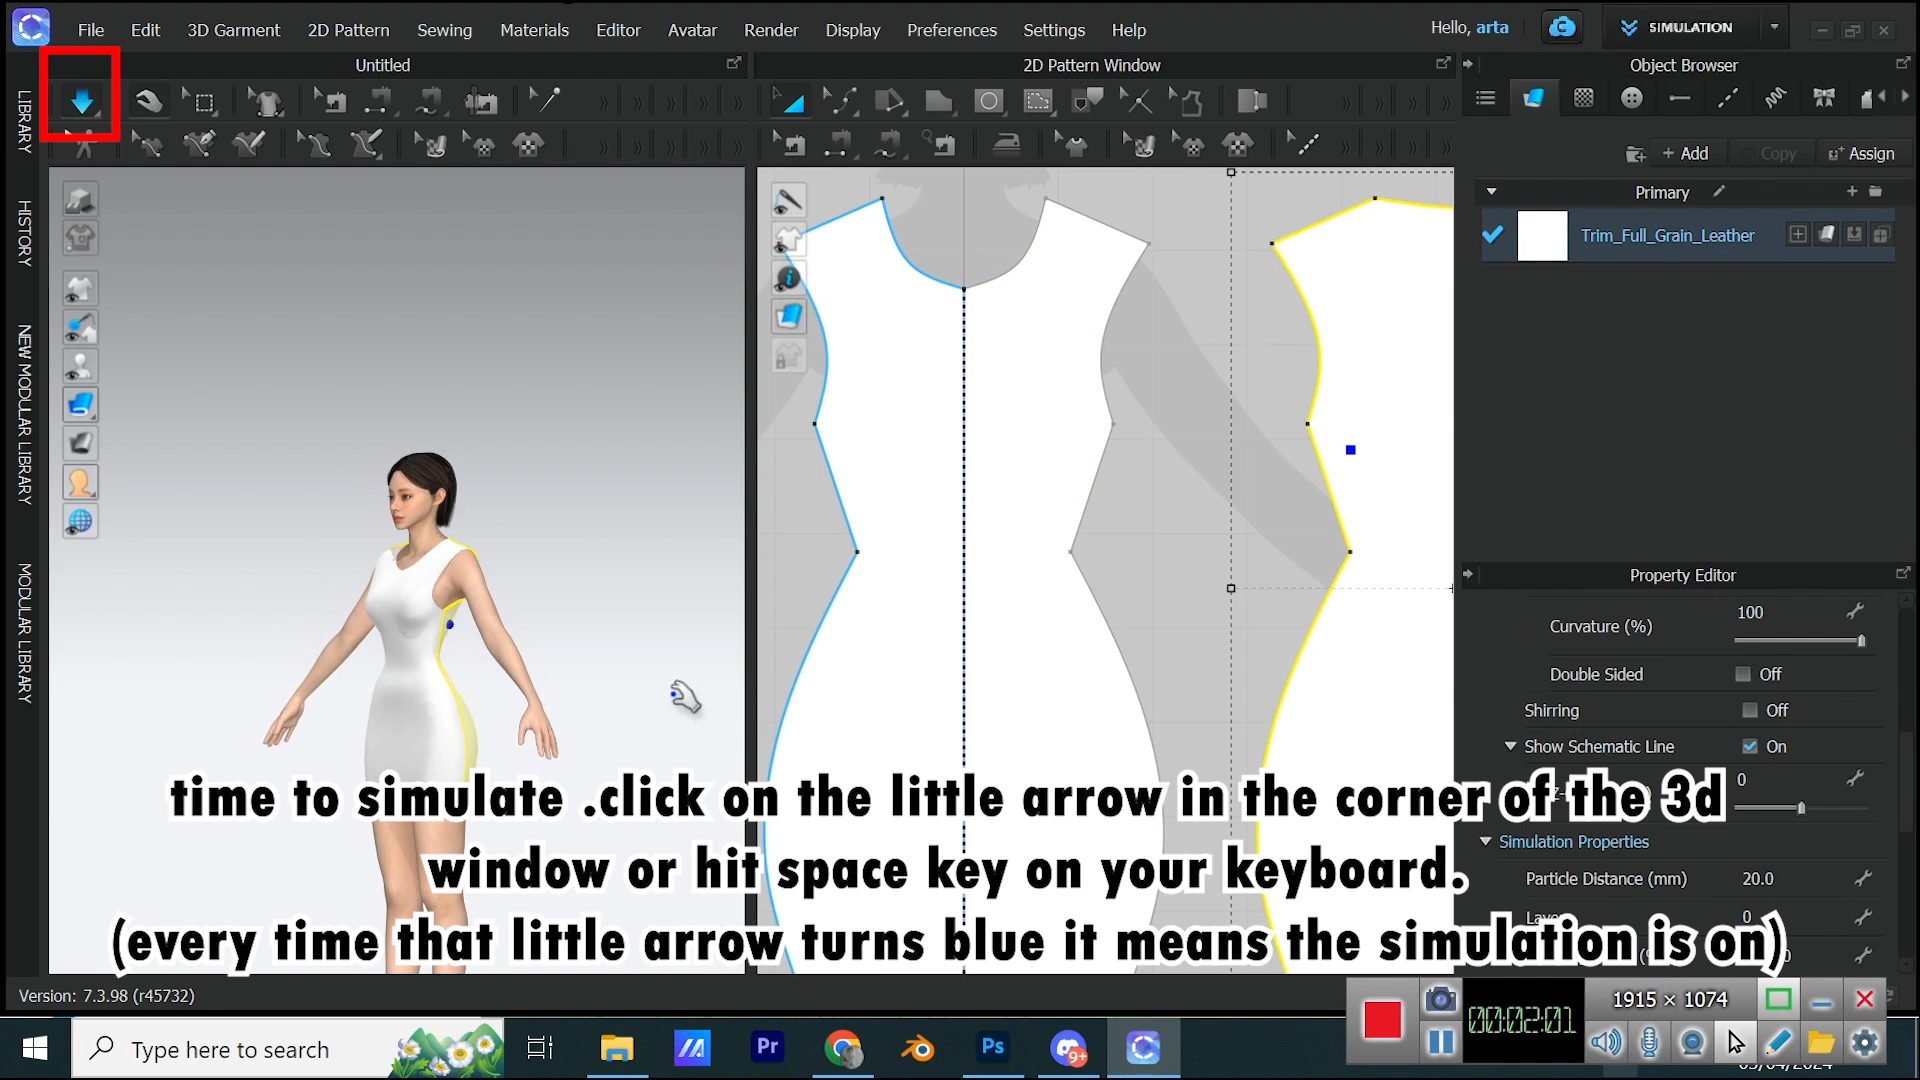 File Edit 3D Garment 2D Pattern Sewing Materials Editor Avatar Render Display Preferences Settings Help
Hello, arta
SIMULATION
Untitled
2D Pattern Window
Object Browser
LIBRARY
HISTORY
NEW MODULAR LIBRARY
MODULAR LIBRARY
+ Add
Copy
Assign
Primary
Trim_Full_Grain_Leather
Property Editor
Curvature (%) 100
Double Sided Off
Shirring Off
Show Schematic Line On
0
Simulation Properties
Particle Distance (mm) 20.0
0
time to simulate .click on the little arrow in the corner of the 3d
window or hit space key on your keyboard.
(every time that little arrow turns blue it means the simulation is on)
Version: 7.3.98 (r45732)
00:02:01
1915 × 1074
Type here to search
Pr
Ps
9+